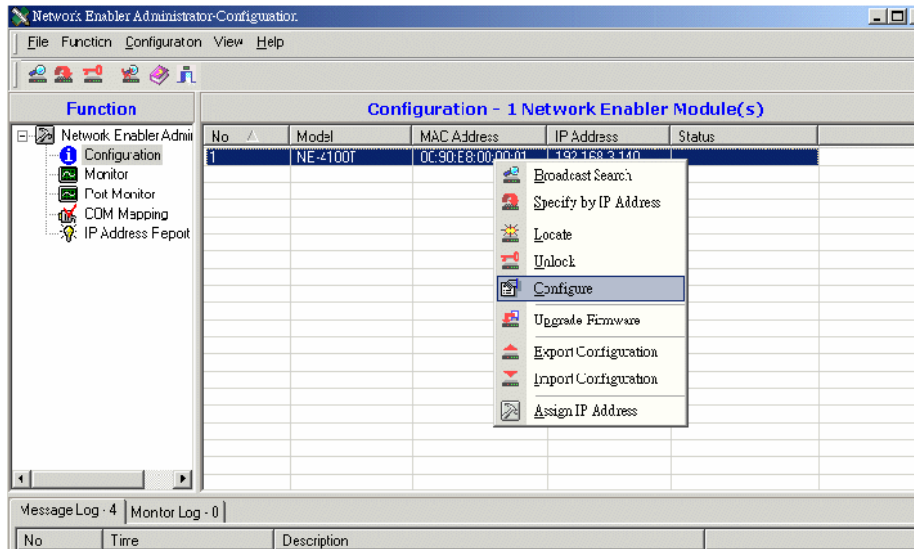 Network Enabler Administrator-Configuration
File Function Configuration View Help
Function
Configuration - 1 Network Enabler Module(s)
Network Enabler Admii
Configuration
Monitor
Port Monitor
COM Mapping
IP Address Report
No Model MAC Address IP Address Status
1 NE-4100T 0C:90:E8:00:00:01 192.168.3.140
Broadcast Search
Specify by IP Address
Locate
Unlock
Configure
Upgrade Firmware
Export Configuration
Import Configuration
Assign IP Address
Message Log - 4 Monitor Log - 0
No Time Description